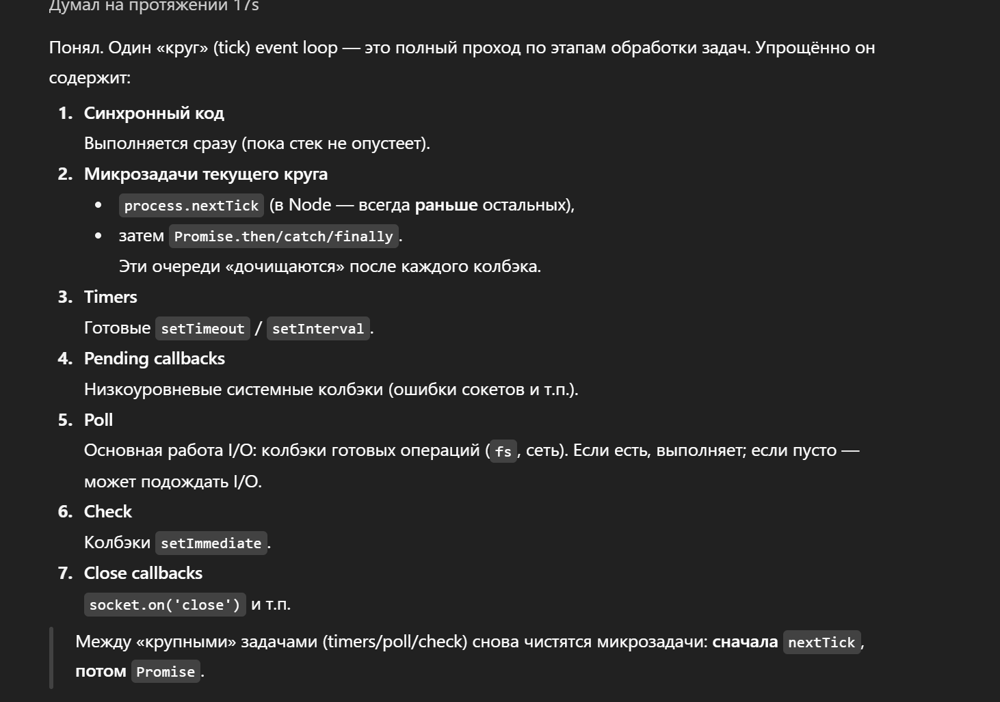 Думал на протяжении 17s
Понял. Один «круг» (tick) event loop — это полный проход по этапам обработки задач. Упрощённо он
содержит:
1. Синхронный код
Выполняется сразу (пока стек не опустеет).
2. Микрозадачи текущего круга
• process.nextTick (в Node — всегда раньше остальных),
• затем Promise.then/catch/finally.
Эти очереди «дочищаются» после каждого колбэка.
3. Timers
Готовые setTimeout / setInterval.
4. Pending callbacks
Низкоуровневые системные колбэки (ошибки сокетов и т.п.).
5. Poll
Основная работа I/O: колбэки готовых операций (fs, сеть). Если есть, выполняет; если пусто —
может подождать I/O.
6. Check
Колбэки setImmediate.
7. Close callbacks
socket.on('close') и т.п.
Между «крупными» задачами (timers/poll/check) снова чистятся микрозадачи: сначала nextTick,
потом Promise.